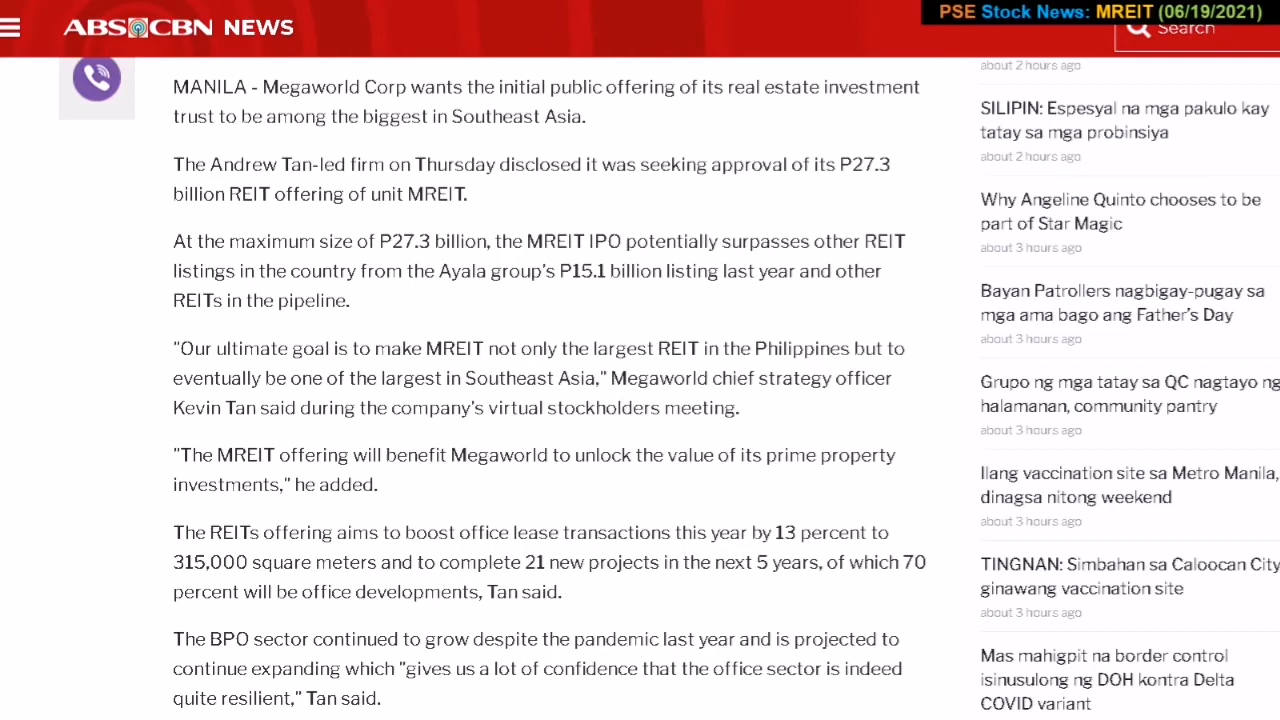 PSE Stock News: MREIT (06/19/2021)
ABS CBN NEWS
Search
MANILA - Megaworld Corp wants the initial public offering of its real estate investment
trust to be among the biggest in Southeast Asia.
The Andrew Tan-led firm on Thursday disclosed it was seeking approval of its P27.3
billion REIT offering of unit MREIT.
At the maximum size of P27.3 billion, the MREIT IPO potentially surpasses other REIT
listings in the country from the Ayala group's P15.1 billion listing last year and other
REITs in the pipeline.
"Our ultimate goal is to make MREIT not only the largest REIT in the Philippines but to
eventually be one of the largest in Southeast Asia," Megaworld chief strategy officer
Kevin Tan said during the company's virtual stockholders meeting.
"The MREIT offering will benefit Megaworld to unlock the value of its prime property
investments," he added.
The REITs offering aims to boost office lease transactions this year by 13 percent to
315,000 square meters and to complete 21 new projects in the next 5 years, of which 70
percent will be office developments, Tan said.
The BPO sector continued to grow despite the pandemic last year and is projected to
continue expanding which "gives us a lot of confidence that the office sector is indeed
quite resilient," Tan said.
about 2 hours ago
SILIPIN: Espesyal na mga pakulo kay
tatay sa mga probinsiya
about 2 hours ago
Why Angeline Quinto chooses to be
part of Star Magic
about 3 hours ago
Bayan Patrollers nagbigay-pugay sa
mga ama bago ang Father's Day
about 3 hours ago
Grupo ng mga tatay sa QC nagtayo ng
halamanan, community pantry
about 3 hours ago
Ilang vaccination site sa Metro Manila,
dinagsa nitong weekend
about 3 hours ago
TINGNAN: Simbahan sa Caloocan City
ginawang vaccination site
about 3 hours ago
Mas mahigpit na border control
isinusulong ng DOH kontra Delta
COVID variant